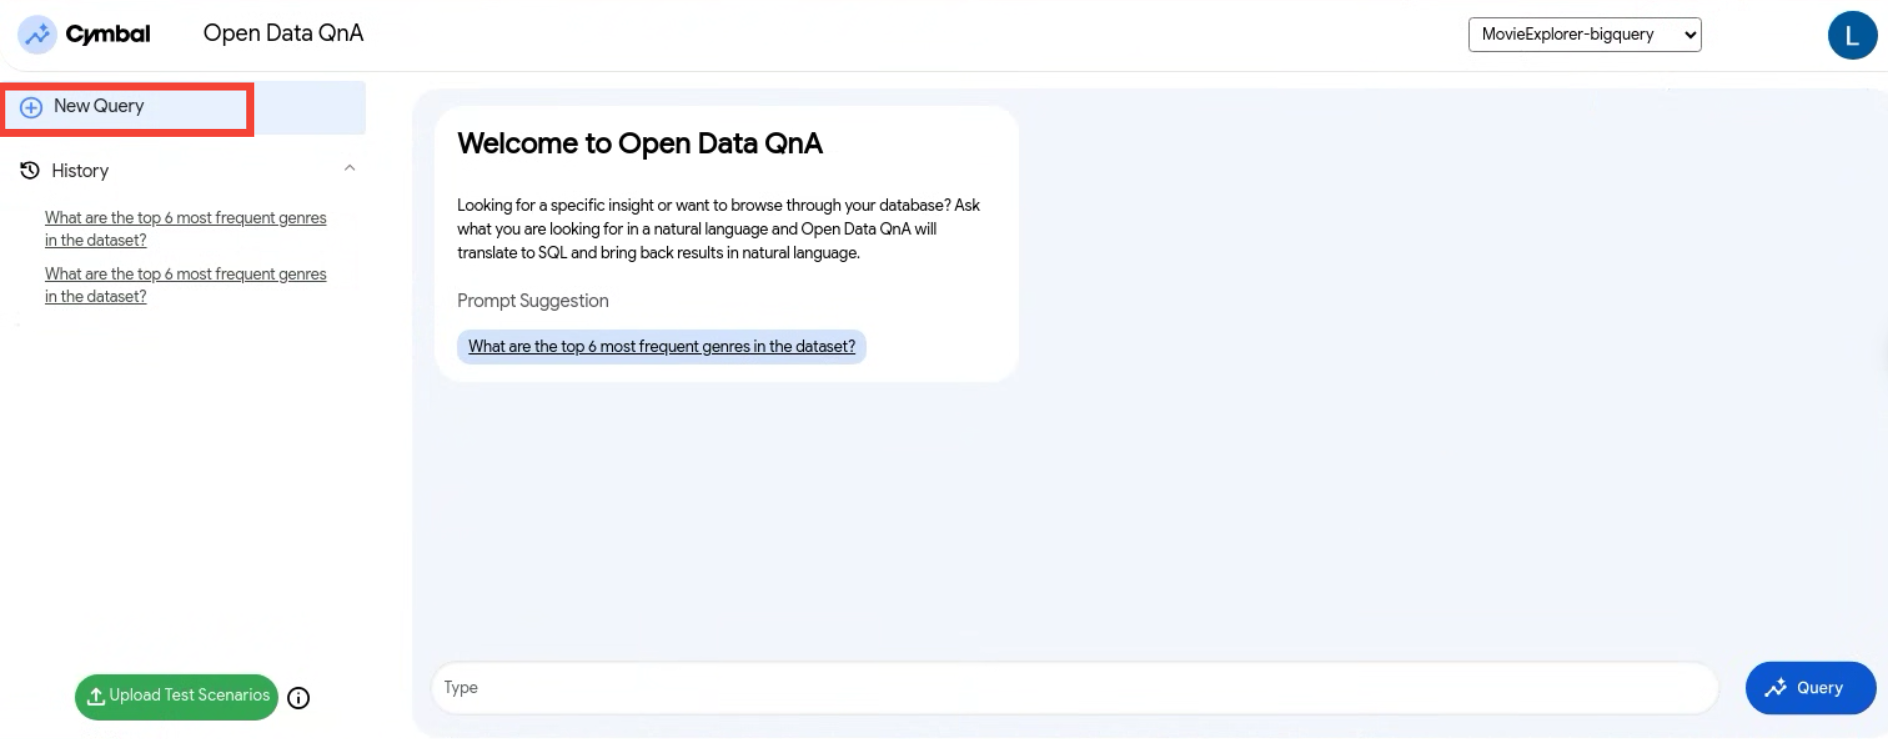 Cymbal
Open Data QnA
MovieExplorer-bigquery
L
New Query
History
What are the top 6 most frequent genres
in the dataset?
What are the top 6 most frequent genres
in the dataset?
Upload Test Scenarios
Welcome to Open Data QnA
Looking for a specific insight or want to browse through your database? Ask
what you are looking for in a natural language and Open Data QnA will
translate to SQL and bring back results in natural language.
Prompt Suggestion
What are the top 6 most frequent genres in the dataset?
Type
Query